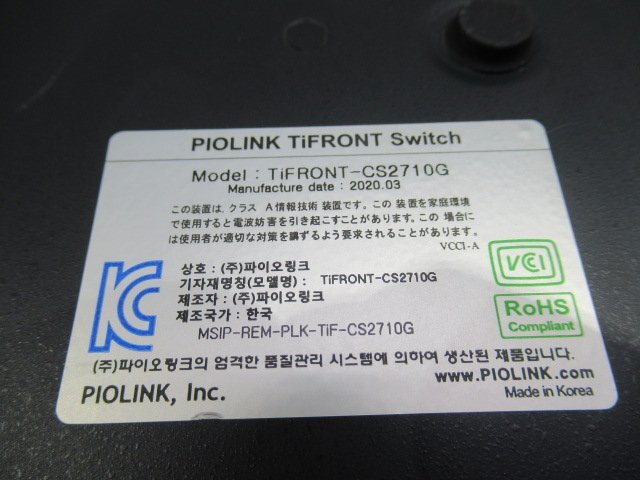 PIOLINK TiFRONT Switch
Model : TiFRONT-CS2710G
Manufacture date : 2020.03
この装置は、クラス A情報技術 装置です。この 装置を家庭環境
で使用すると電波妨害を引き起こすことがあります。この 場合に
は使用者が適切な対策を講ずるよう要求されることがあります。
VCCI-A
상호 : (주)파이오링크
기자재명칭(모델명) : TiFRONT-CS2710G
제조자 : (주)파이오링크
제조국가 : 한국
MSIP-REM-PLK-TiF-CS2710G
VCCI
RoHS
Compliant
(주)파이오링크의 엄격한 품질관리 시스템에 의하여 생산된 제품입니다.
PIOLINK, Inc.
www.PIOLINK.com
Made in Korea